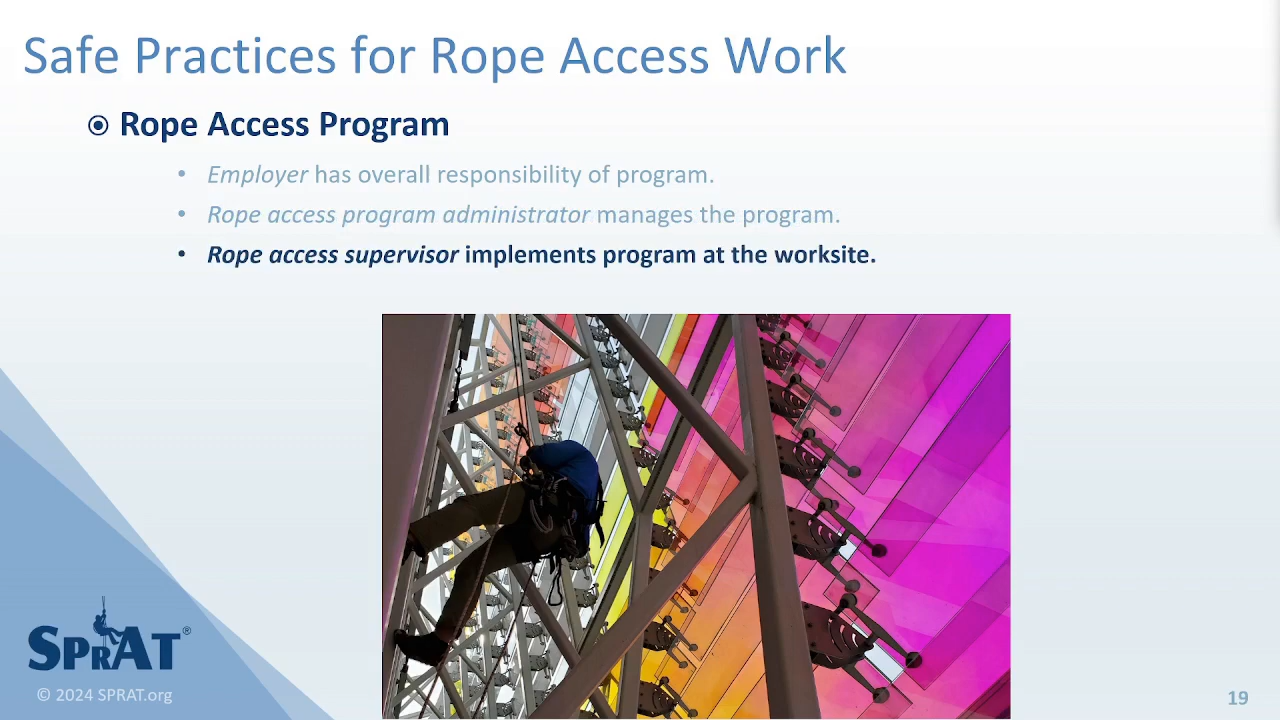 Safe Practices for Rope Access Work
Rope Access Program
• Employer has overall responsibility of program.
• Rope access program administrator manages the program.
• Rope access supervisor implements program at the worksite.
SPRAT®
© 2024 SPRAT.org
19